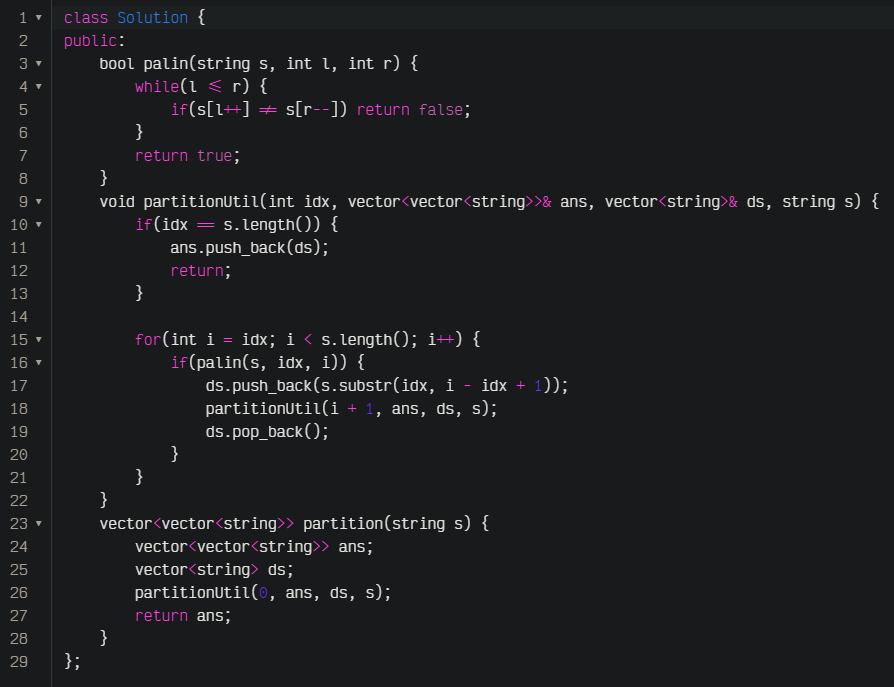 1 class Solution {
2 public:
3     bool palin(string s, int l, int r) {
4         while(l <= r) {
5             if(s[l++] != s[r--]) return false;
6         }
7         return true;
8     }
9     void partitionUtil(int idx, vector<vector<string>>& ans, vector<string>& ds, string s) {
10         if(idx == s.length()) {
11             ans.push_back(ds);
12             return;
13         }
14
15         for(int i = idx; i < s.length(); i++) {
16             if(palin(s, idx, i)) {
17                 ds.push_back(s.substr(idx, i - idx + 1));
18                 partitionUtil(i + 1, ans, ds, s);
19                 ds.pop_back();
20             }
21         }
22     }
23     vector<vector<string>> partition(string s) {
24         vector<vector<string>> ans;
25         vector<string> ds;
26         partitionUtil(0, ans, ds, s);
27         return ans;
28     }
29 };